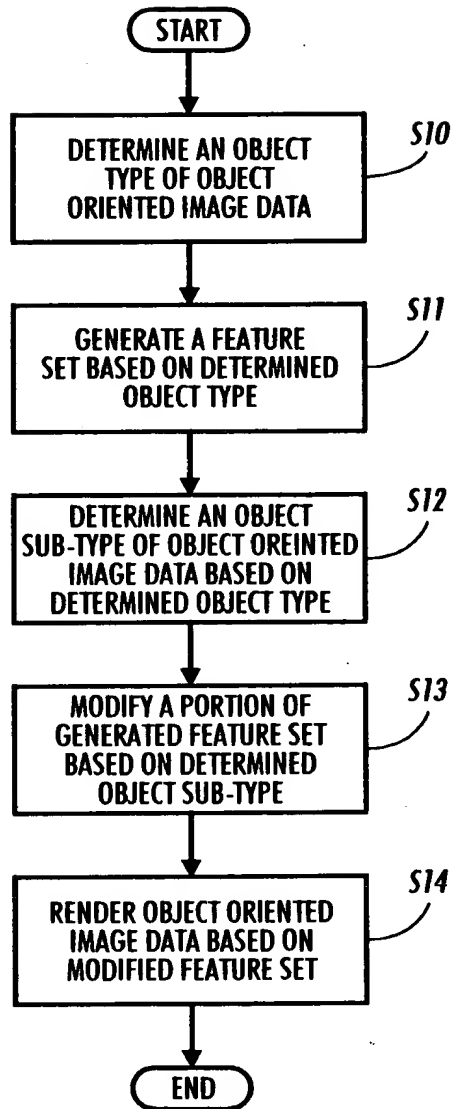 START
DETERMINE AN OBJECT
TYPE OF OBJECT
ORIENTED IMAGE DATA
S10
GENERATE A FEATURE
SET BASED ON DETERMINED
OBJECT TYPE
S11
DETERMINE AN OBJECT
SUB-TYPE OF OBJECT OREINTED
IMAGE DATA BASED ON
DETERMINED OBJECT TYPE
S12
MODIFY A PORTION OF
GENERATED FEATURE SET
BASED ON DETERMINED
OBJECT SUB-TYPE
S13
RENDER OBJECT ORIENTED
IMAGE DATA BASED ON
MODIFIED FEATURE SET
S14
END